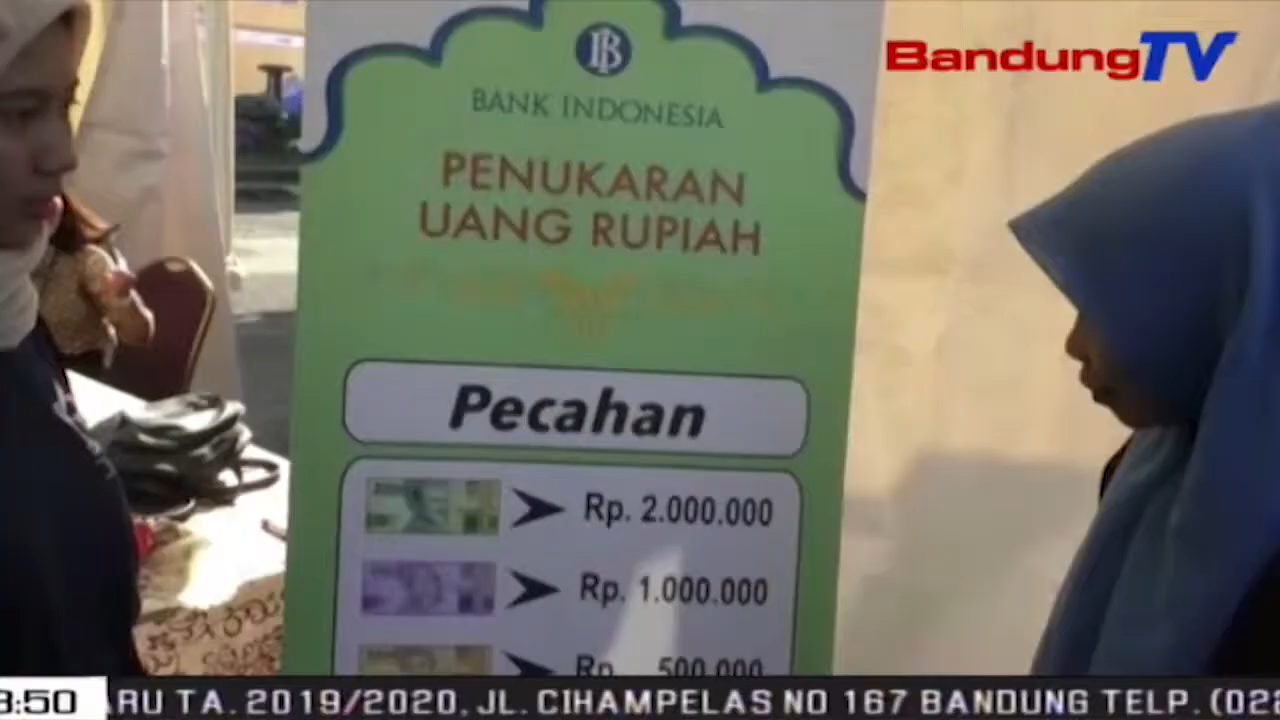 BandungTV
BANK INDONESIA
PENUKARAN
UANG RUPIAH
Pecahan
Rp. 2.000.000
Rp. 1.000.000
Rp. 500.000
3:50 ARU TA. 2019/2020, JL. CIHAMPELAS NO 167 BANDUNG TELP. (022